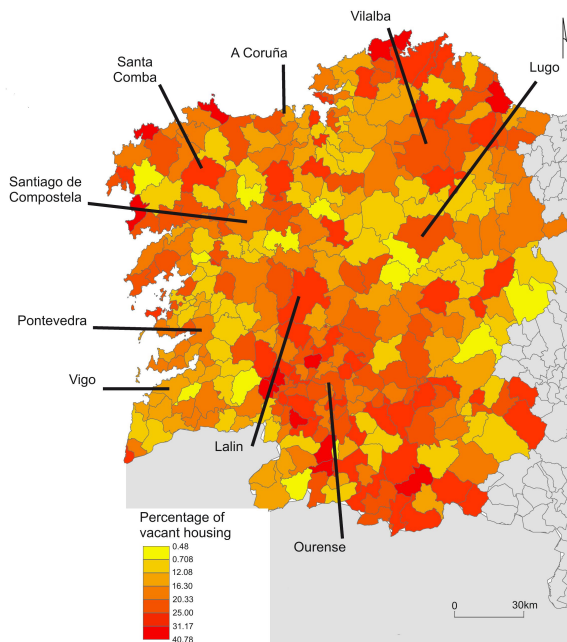 Vilalba
A Coruña
Lugo
Santa
Comba
Santiago de
Compostela
Pontevedra
Vigo
Lalin
Ourense
Percentage of
vacant housing
0.48
0.708
12.08
16.30
20.33
25.00
31.17
40.78
0 30km